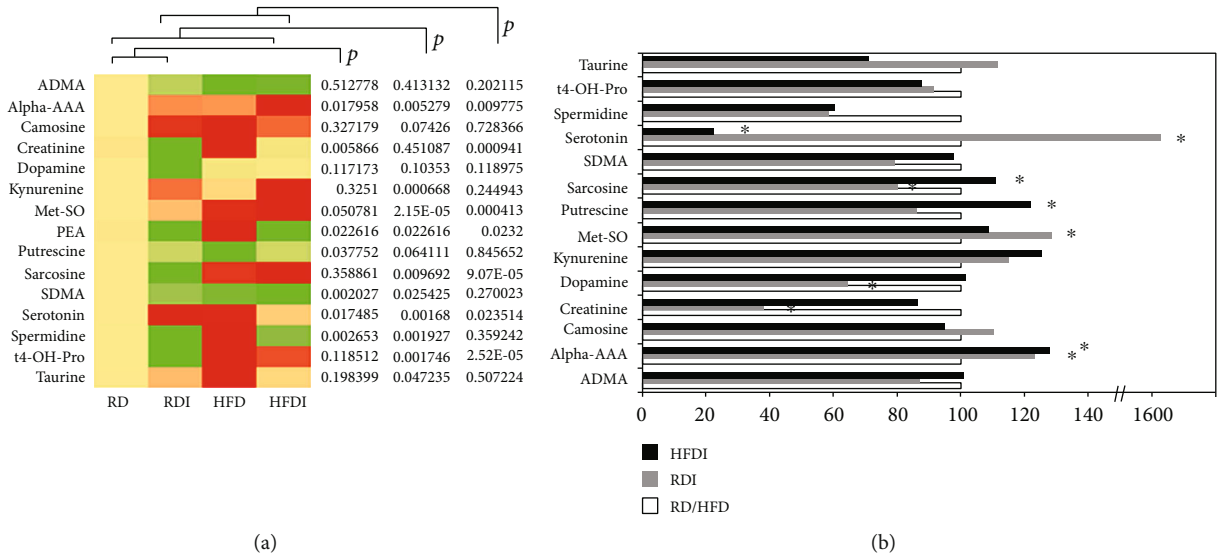 p
p
p
ADMA 0.512778 0.413132 0.202115
Alpha-AAA 0.017958 0.005279 0.009775
Camosine 0.327179 0.07426 0.728366
Creatinine 0.005866 0.451087 0.000941
Dopamine 0.117173 0.10353 0.118975
Kynurenine 0.3251 0.000668 0.244943
Met-SO 0.050781 2.15E-05 0.000413
PEA 0.022616 0.022616 0.0232
Putrescine 0.037752 0.064111 0.845652
Sarcosine 0.358861 0.009692 9.07E-05
SDMA 0.002027 0.025425 0.270023
Serotonin 0.017485 0.00168 0.023514
Spermidine 0.002653 0.001927 0.359242
t4-OH-Pro 0.118512 0.001746 2.52E-05
Taurine 0.198399 0.047235 0.507224
RD RDI HFD HFDI
(a)
Taurine
t4-OH-Pro
Spermidine
Serotonin * *
SDMA
Sarcosine * *
Putrescine *
Met-SO *
Kynurenine
Dopamine *
Creatinine *
Camosine
Alpha-AAA * *
ADMA
0 20 40 60 80 100 120 140 1600
HFDI
RDI
RD/HFD
(b)